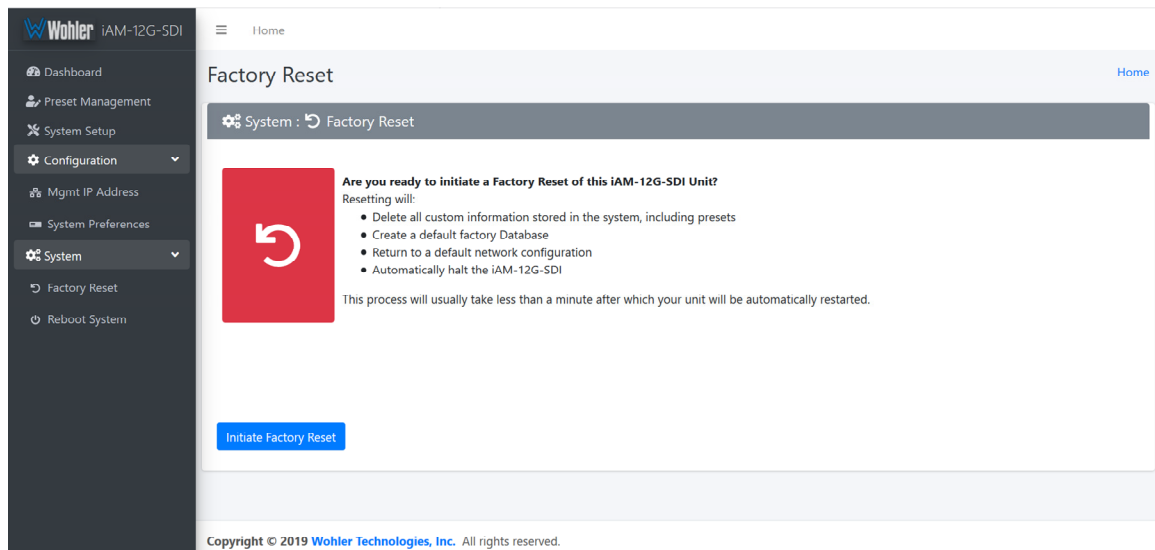 Wohler iAM-12G-SDI
Home
Dashboard
Preset Management
System Setup
Configuration
Mgmt IP Address
System Preferences
System
Factory Reset
Reboot System
Factory Reset
Home
System : Factory Reset
Are you ready to initiate a Factory Reset of this iAM-12G-SDI Unit?
Resetting will:
● Delete all custom information stored in the system, including presets
● Create a default factory Database
● Return to a default network configuration
● Automatically halt the iAM-12G-SDI
This process will usually take less than a minute after which your unit will be automatically restarted.
Initiate Factory Reset
Copyright © 2019 Wohler Technologies, Inc. All rights reserved.